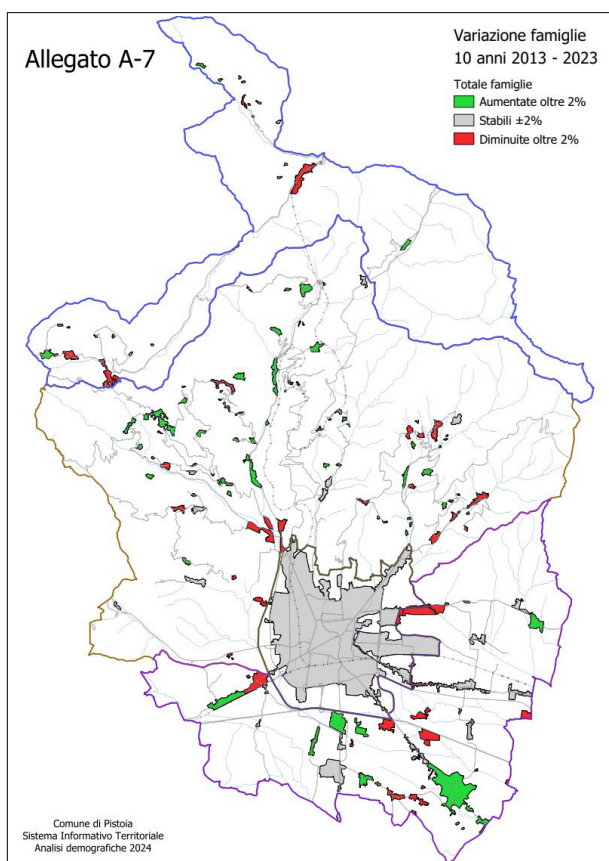 Allegato A-7
Variazione famiglie
10 anni 2013 - 2023
Totale famiglie
Aumentate oltre 2%
Stabili ±2%
Diminuite oltre 2%
Comune di Pistoia
Sistema Informativo Territoriale
Analisi demografiche 2024